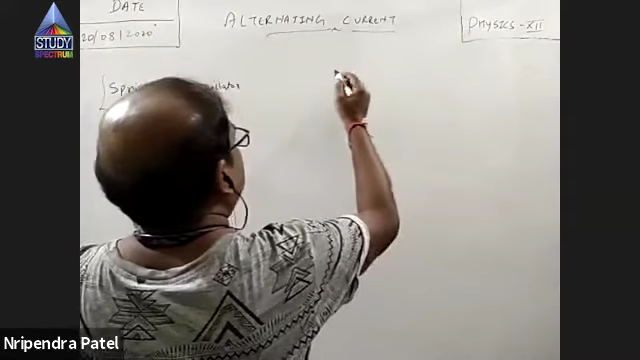 DATE
20/08/2020
ALTERNATING CURRENT
PHYSICS - XII
STUDY
SPECTRUM
Nripendra Patel